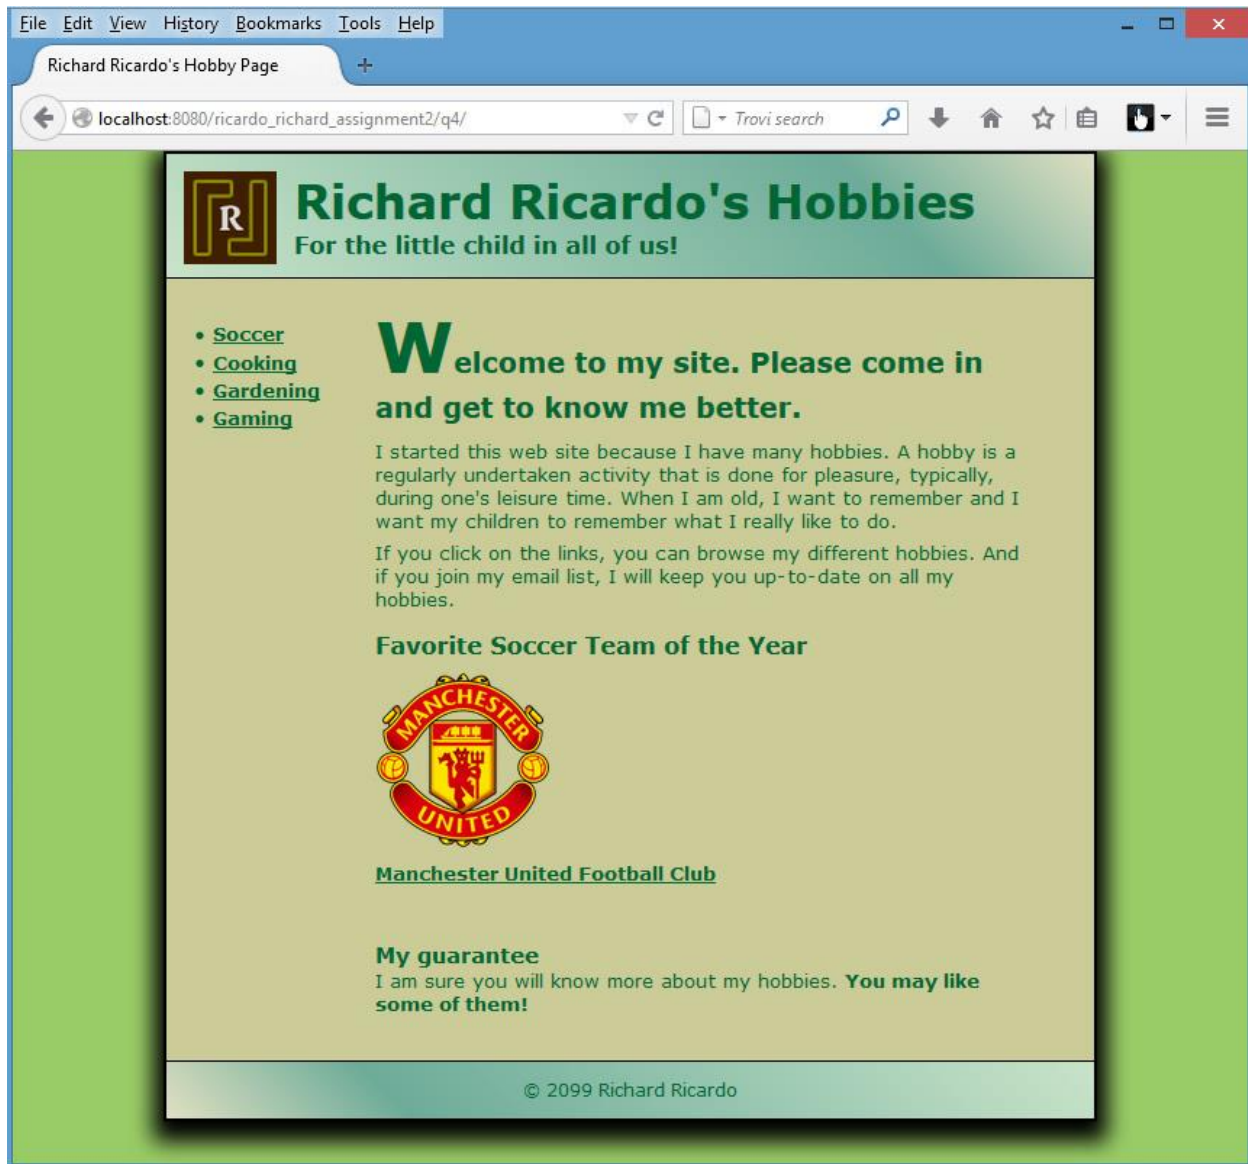 File Edit View History Bookmarks Tools Help
Richard Ricardo's Hobby Page
localhost:8080/ricardo_richard_assignment2/q4/
Trovi search
R
Richard Ricardo's Hobbies
For the little child in all of us!
• Soccer
• Cooking
• Gardening
• Gaming
Welcome to my site. Please come in
and get to know me better.
I started this web site because I have many hobbies. A hobby is a
regularly undertaken activity that is done for pleasure, typically,
during one's leisure time. When I am old, I want to remember and I
want my children to remember what I really like to do.
If you click on the links, you can browse my different hobbies. And
if you join my email list, I will keep you up-to-date on all my
hobbies.
Favorite Soccer Team of the Year
MANCHESTER
UNITED
Manchester United Football Club
My guarantee
I am sure you will know more about my hobbies. You may like
some of them!
© 2099 Richard Ricardo